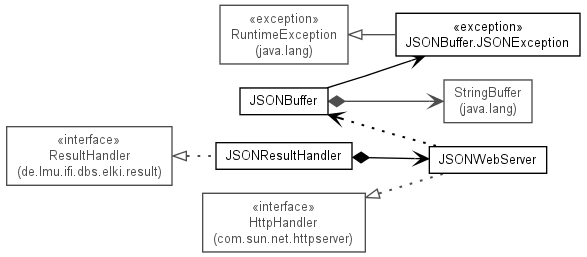 «exception»
RuntimeException
(java.lang)
«exception»
JSONBuffer.JSONException
JSONBuffer
StringBuffer
(java.lang)
«interface»
ResultHandler
(de.lmu.ifi.dbs.elki.result)
JSONResultHandler
JSONWebServer
«interface»
HttpHandler
(com.sun.net.httpserver)